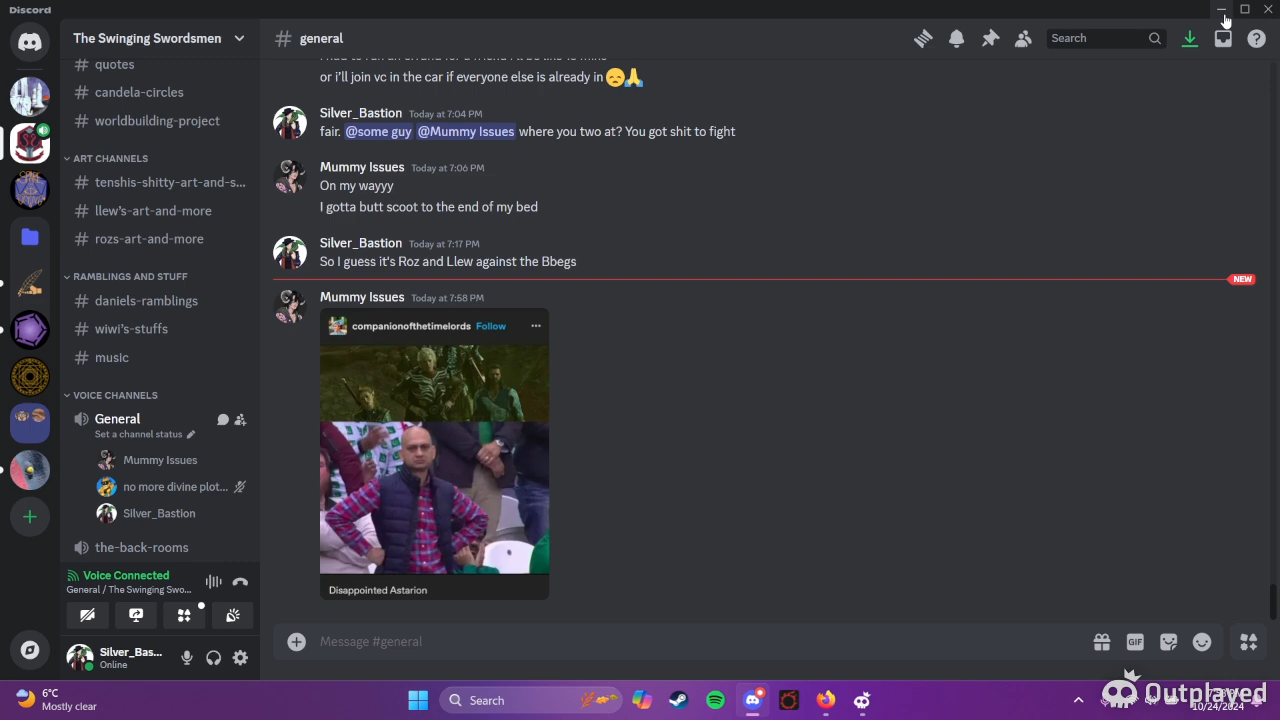 Discord
The Swinging Swordsmen
general
Search
quotes
candela-circles
worldbuilding-project
ART CHANNELS
tenshis-shitty-art-and-s...
llew's-art-and-more
rozs-art-and-more
RAMBLINGS AND STUFF
daniels-ramblings
wiwi's-stuffs
music
VOICE CHANNELS
General
Set a channel status
Mummy Issues
no more divine plot...
Silver_Bastion
the-back-rooms
Voice Connected
General / The Swinging Swo...
Silver_Bas...
Online
or i'll join vc in the car if everyone else is already in 😞🙏
Silver_Bastion Today at 7:04 PM
fair. @some guy @Mummy Issues where you two at? You got shit to fight
Mummy Issues Today at 7:06 PM
On my wayyy
I gotta butt scoot to the end of my bed
Silver_Bastion Today at 7:17 PM
So I guess it's Roz and Llew against the Bbegs
NEW
Mummy Issues Today at 7:58 PM
companionofthetimelords Follow
Disappointed Astarion
Message #general
GIF
6°C
Mostly clear
Search
Outplayed
10/24/2024